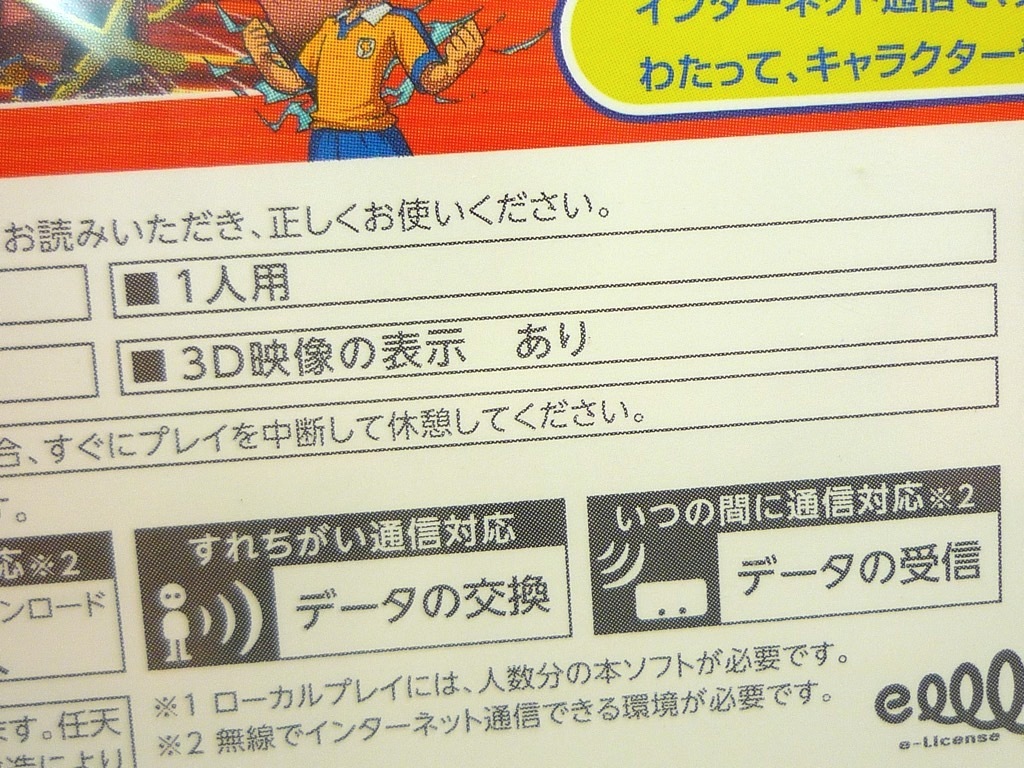 わたって、キャラクター
お読みいただき、正しくお使いください。
■1人用
■3D映像の表示 あり
合、すぐにプレイを中断して休憩してください。
す。
応※2
ンロード
すれちがい通信対応
データの交換
いつの間に通信対応※2
データの受信
※1 ローカルプレイには、人数分の本ソフトが必要です。
※2 無線でインターネット通信できる環境が必要です。
ます。任天
により
e-License